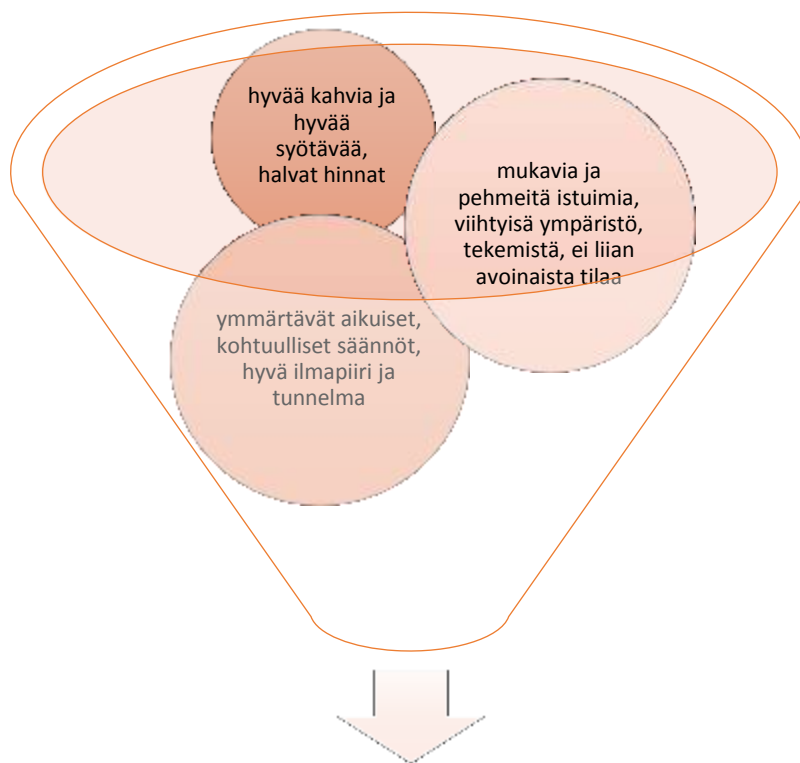 hyvää kahvia ja
hyvää
syötävää,
halvat hinnat
mukavia ja
pehmeitä istuimia,
viihtyisä ympäristö,
tekemistä, ei liian
avoinaista tilaa
ymmärtävät aikuiset,
kohtuulliset säännöt,
hyvä ilmapiiri ja
tunnelma